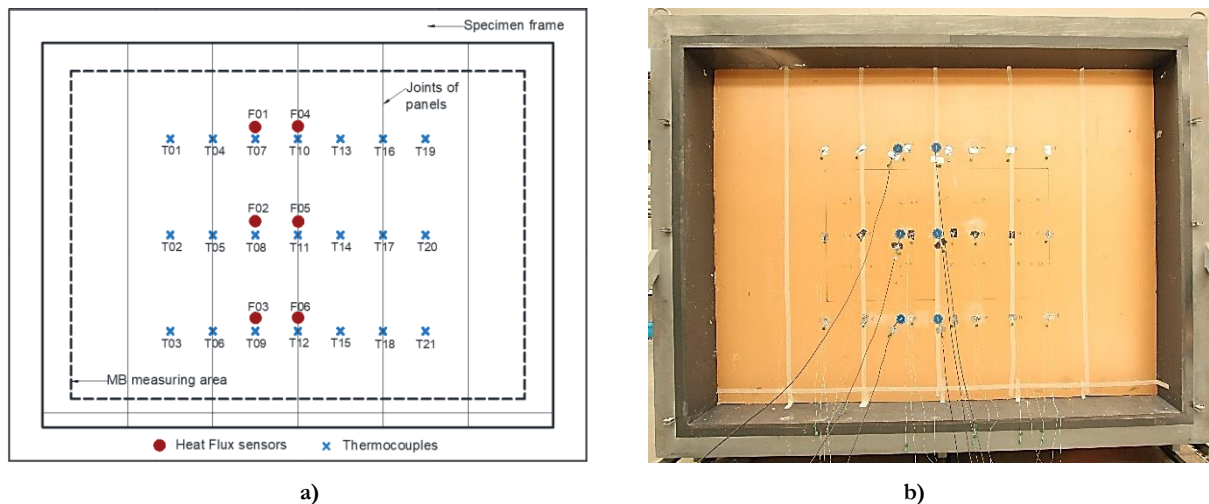 Specimen frame
Joints of
panels
F01 F04
T01 T04 T07 T10 T13 T16 T19
F02 F05
T02 T05 T08 T11 T14 T17 T20
F03 F06
T03 T06 T09 T12 T15 T18 T21
MB measuring area
Heat Flux sensors Thermocouples
a) b)